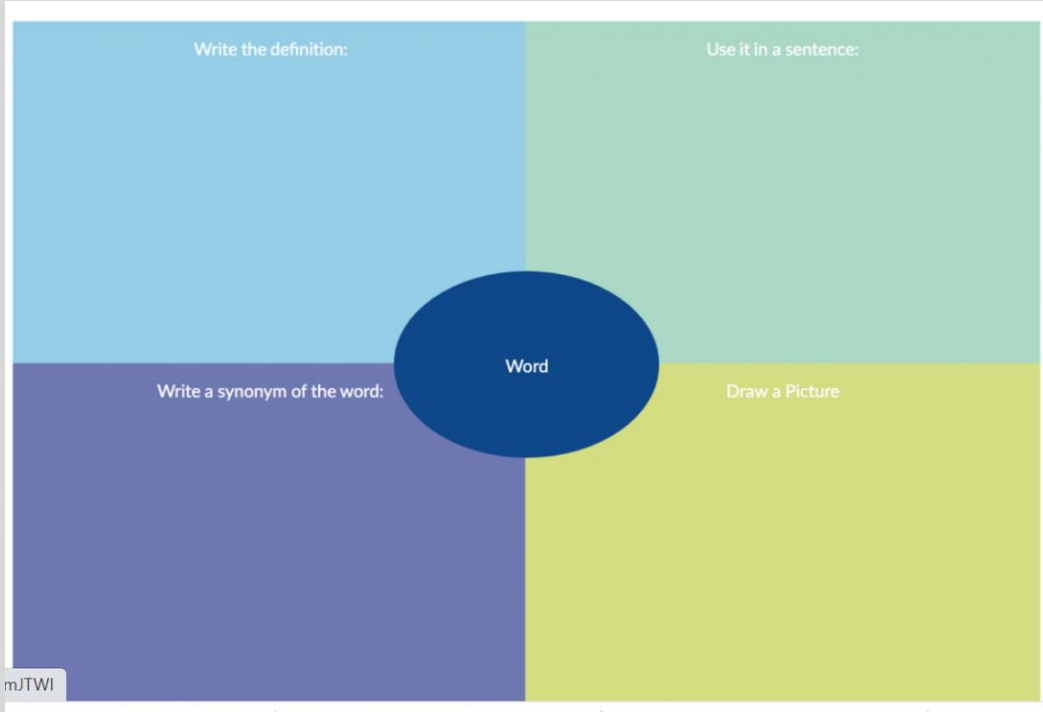 Write the definition:
Use it in a sentence:
Word
Write a synonym of the word:
Draw a Picture
mJTWI